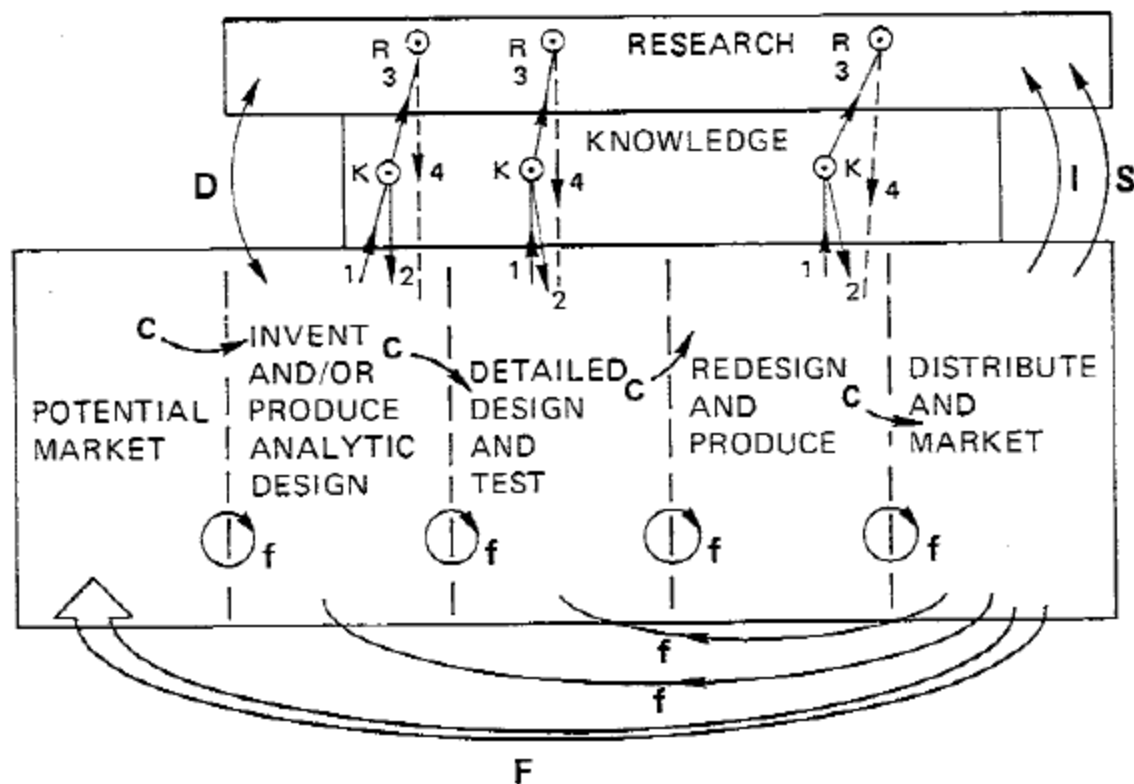 R R RESEARCH R
3 3 3
KNOWLEDGE
D K 4 K 4 K 4 I S
1 2 1 2 1 2
C INVENT
AND/OR
PRODUCE
ANALYTIC
DESIGN
POTENTIAL
MARKET
C DETAILED
DESIGN
AND
TEST
C REDESIGN
AND
PRODUCE
C DISTRIBUTE
AND
MARKET
f f f f
f
f
F